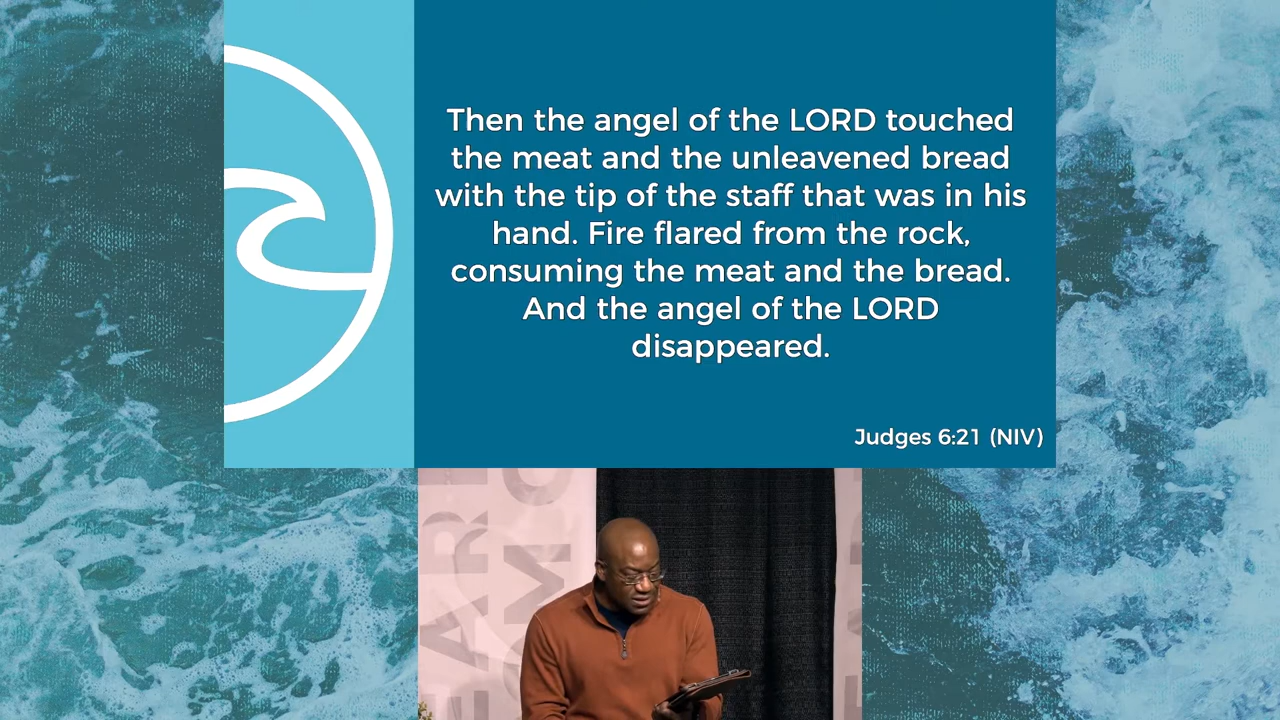 Then the angel of the LORD touched
the meat and the unleavened bread
with the tip of the staff that was in his
hand. Fire flared from the rock,
consuming the meat and the bread.
And the angel of the LORD
disappeared.
Judges 6:21 (NIV)